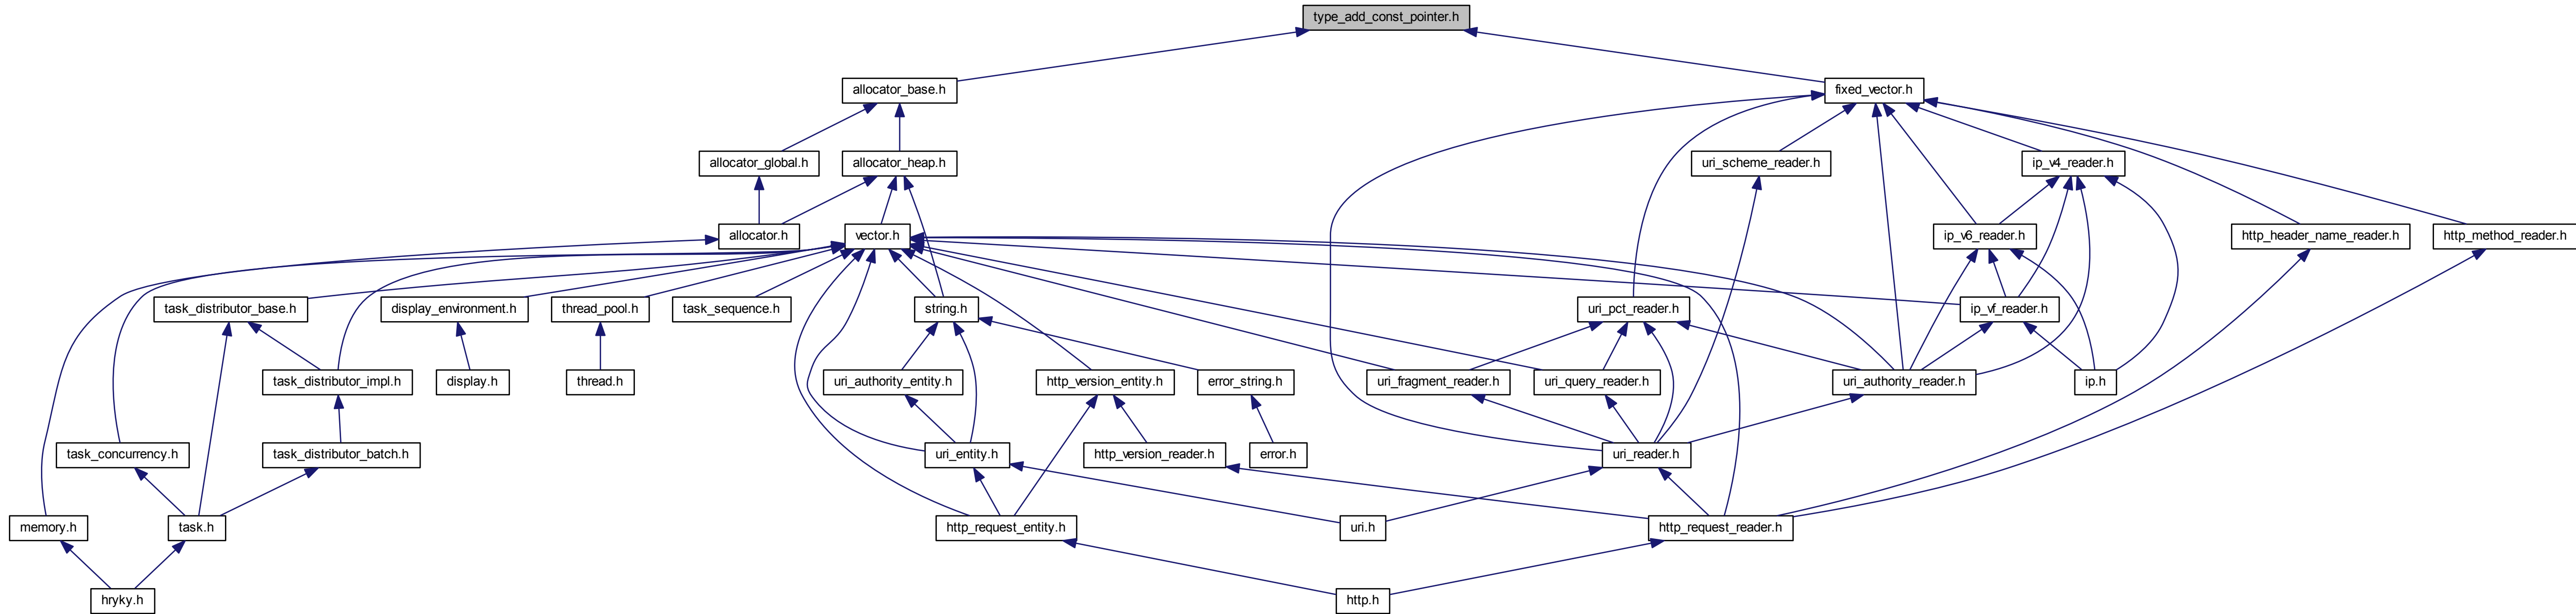 type_add_const_pointer.h
allocator_base.h
fixed_vector.h
allocator_global.h
allocator_heap.h
uri_scheme_reader.h
ip_v4_reader.h
allocator.h
vector.h
ip_v6_reader.h
http_header_name_reader.h
http_method_reader.h
task_distributor_base.h
display_environment.h
thread_pool.h
task_sequence.h
string.h
uri_pct_reader.h
ip_vf_reader.h
task_distributor_impl.h
display.h
thread.h
uri_authority_entity.h
http_version_entity.h
error_string.h
uri_fragment_reader.h
uri_query_reader.h
uri_authority_reader.h
ip.h
task_concurrency.h
task_distributor_batch.h
uri_entity.h
http_version_reader.h
error.h
uri_reader.h
memory.h
task.h
http_request_entity.h
uri.h
http_request_reader.h
hryky.h
http.h